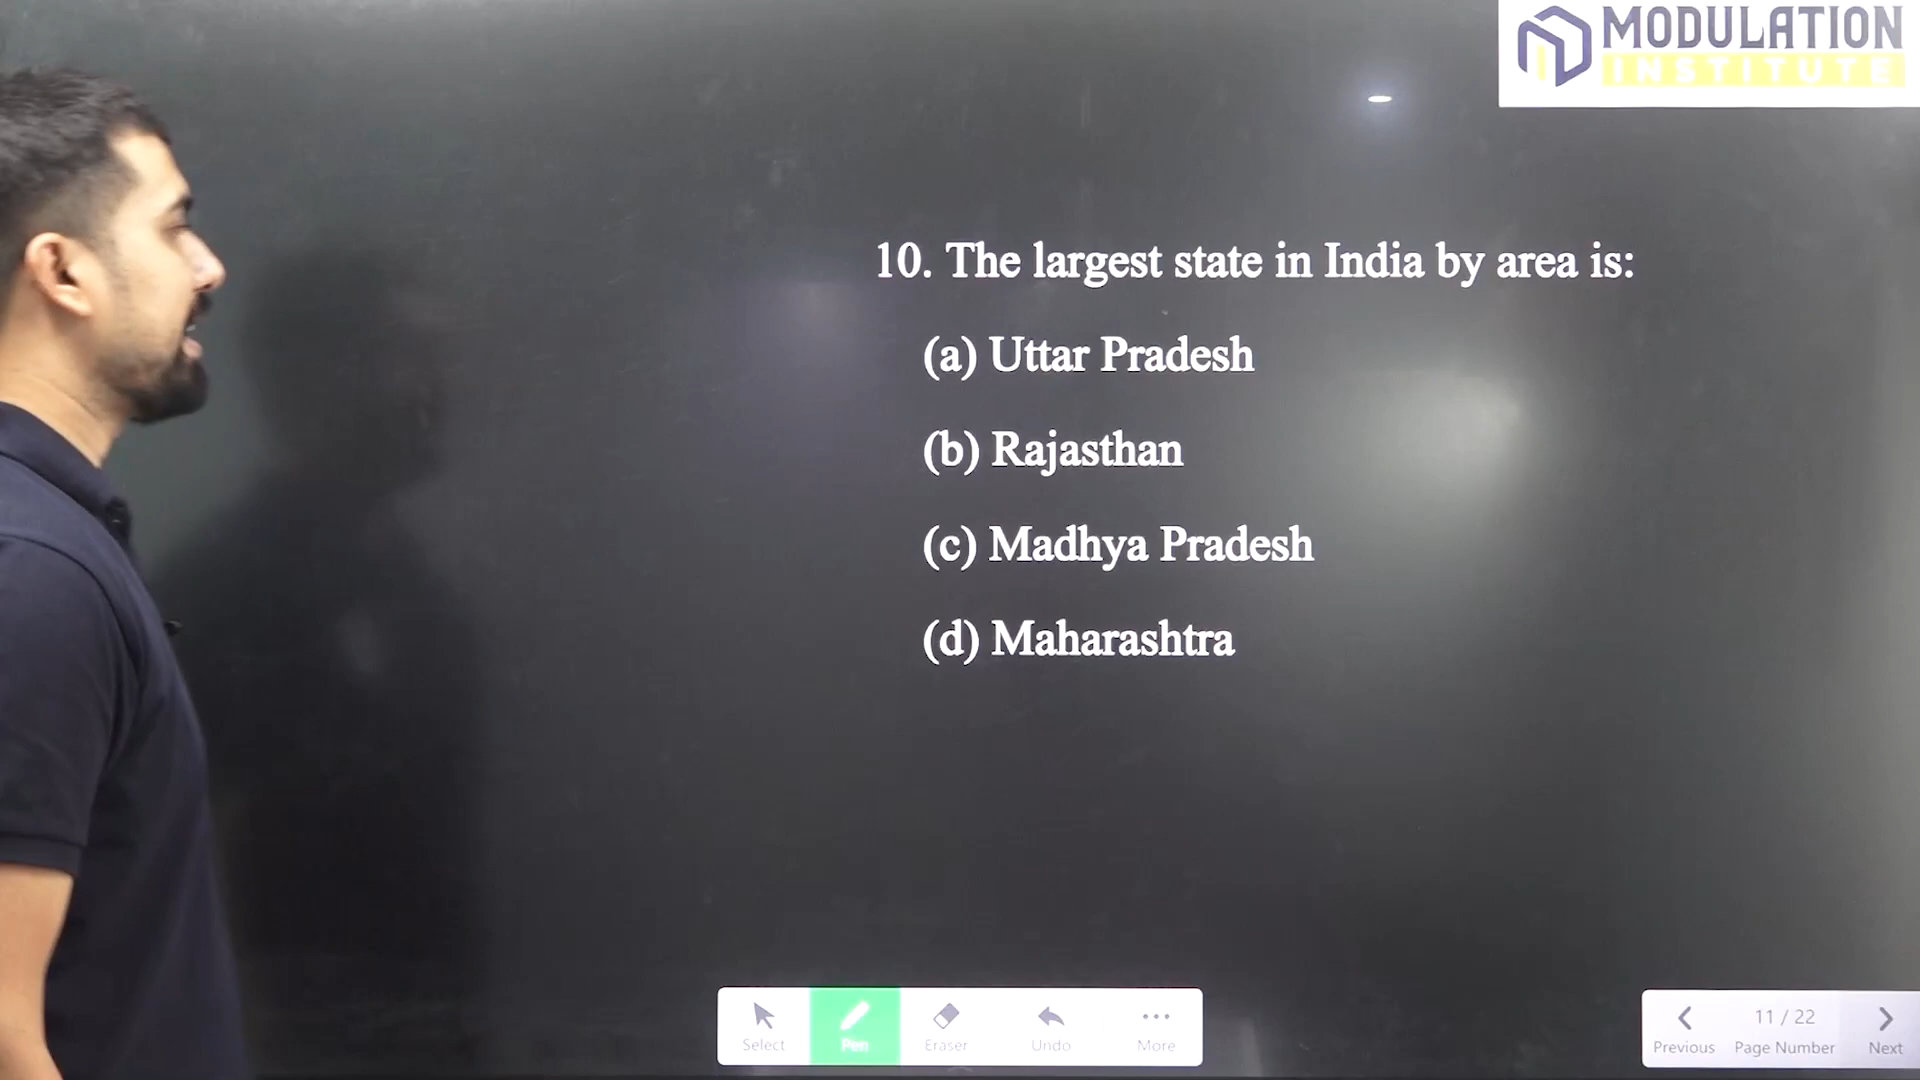 MODULATION
INSTITUTE
10. The largest state in India by area is:
(a) Uttar Pradesh
(b) Rajasthan
(c) Madhya Pradesh
(d) Maharashtra
Select
Pen
Eraser
Undo
More
11 / 22
Previous
Page Number
Next